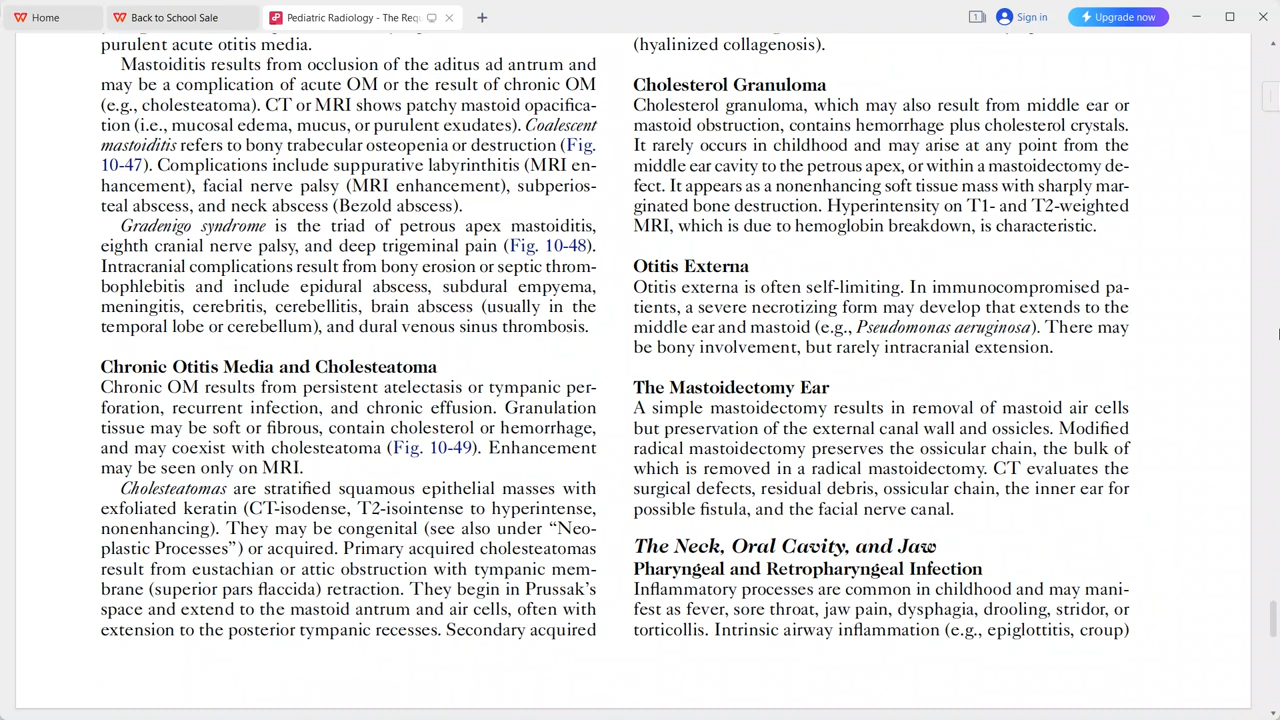 Home
Back to School Sale
Pediatric Radiology - The Requ
Sign in
Upgrade now
purulent acute otitis media.
Mastoiditis results from occlusion of the aditus ad antrum and
may be a complication of acute OM or the result of chronic OM
(e.g., cholesteatoma). CT or MRI shows patchy mastoid opacifica-
tion (i.e., mucosal edema, mucus, or purulent exudates). Coalescent
mastoiditis refers to bony trabecular osteopenia or destruction (Fig.
10-47). Complications include suppurative labyrinthitis (MRI en-
hancement), facial nerve palsy (MRI enhancement), subperios-
teal abscess, and neck abscess (Bezold abscess).
Gradenigo syndrome is the triad of petrous apex mastoiditis,
eighth cranial nerve palsy, and deep trigeminal pain (Fig. 10-48).
Intracranial complications result from bony erosion or septic throm-
bophlebitis and include epidural abscess, subdural empyema,
meningitis, cerebritis, cerebellitis, brain abscess (usually in the
temporal lobe or cerebellum), and dural venous sinus thrombosis.
Chronic Otitis Media and Cholesteatoma
Chronic OM results from persistent atelectasis or tympanic per-
foration, recurrent infection, and chronic effusion. Granulation
tissue may be soft or fibrous, contain cholesterol or hemorrhage,
and may coexist with cholesteatoma (Fig. 10-49). Enhancement
may be seen only on MRI.
Cholesteatomas are stratified squamous epithelial masses with
exfoliated keratin (CT-isodense, T2-isointense to hyperintense,
nonenhancing). They may be congenital (see also under “Neo-
plastic Processes”) or acquired. Primary acquired cholesteatomas
result from eustachian or attic obstruction with tympanic mem-
brane (superior pars flaccida) retraction. They begin in Prussak’s
space and extend to the mastoid antrum and air cells, often with
extension to the posterior tympanic recesses. Secondary acquired
(hyalinized collagenosis).
Cholesterol Granuloma
Cholesterol granuloma, which may also result from middle ear or
mastoid obstruction, contains hemorrhage plus cholesterol crystals.
It rarely occurs in childhood and may arise at any point from the
middle ear cavity to the petrous apex, or within a mastoidectomy de-
fect. It appears as a nonenhancing soft tissue mass with sharply mar-
ginated bone destruction. Hyperintensity on T1- and T2-weighted
MRI, which is due to hemoglobin breakdown, is characteristic.
Otitis Externa
Otitis externa is often self-limiting. In immunocompromised pa-
tients, a severe necrotizing form may develop that extends to the
middle ear and mastoid (e.g., Pseudomonas aeruginosa). There may
be bony involvement, but rarely intracranial extension.
The Mastoidectomy Ear
A simple mastoidectomy results in removal of mastoid air cells
but preservation of the external canal wall and ossicles. Modified
radical mastoidectomy preserves the ossicular chain, the bulk of
which is removed in a radical mastoidectomy. CT evaluates the
surgical defects, residual debris, ossicular chain, the inner ear for
possible fistula, and the facial nerve canal.
The Neck, Oral Cavity, and Jaw
Pharyngeal and Retropharyngeal Infection
Inflammatory processes are common in childhood and may mani-
fest as fever, sore throat, jaw pain, dysphagia, drooling, stridor, or
torticollis. Intrinsic airway inflammation (e.g., epiglottitis, croup)